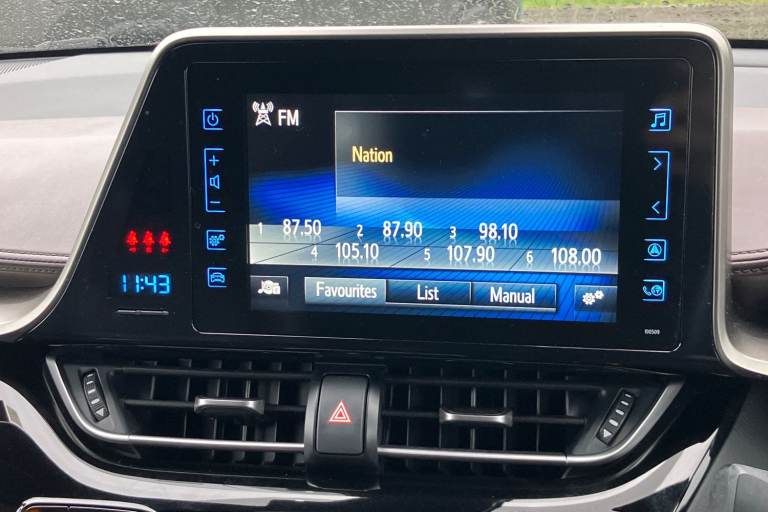 FM
Nation
1 87.50 2 87.90 3 98.10
4 105.10 5 107.90 6 108.00
Favourites List Manual
11:43
100509